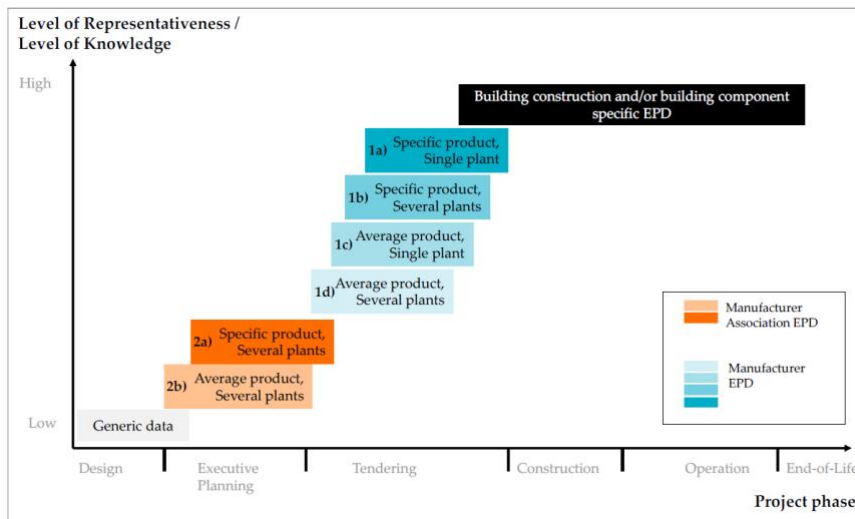 Level of Representativeness /
Level of Knowledge
High
Building construction and/or building component
specific EPD
1a) Specific product,
Single plant
1b) Specific product,
Several plants
1c) Average product,
Single plant
1d) Average product,
Several plants
2a) Specific product,
Several plants
2b) Average product,
Several plants
Low
Generic data
Manufacturer
Association EPD
Manufacturer
EPD
Design
Executive
Planning
Tendering
Construction
Operation
End-of-Life
Project phase